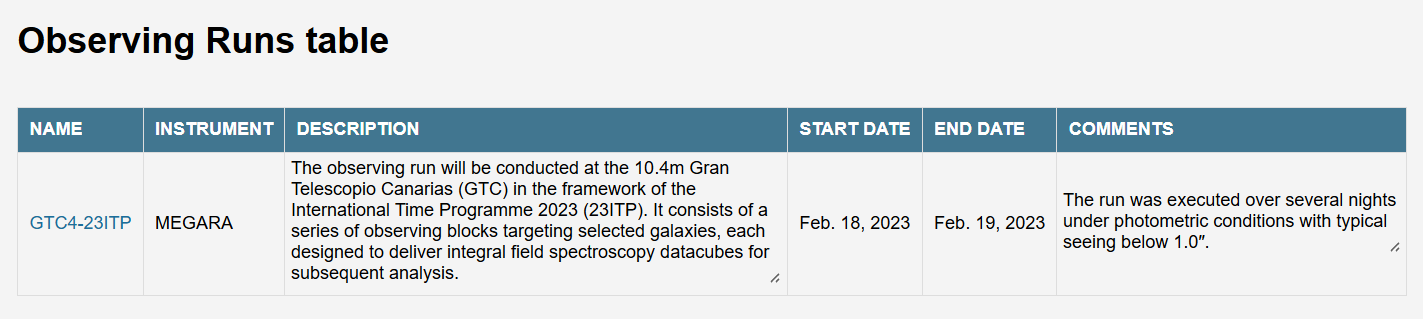 Observing Runs table
NAME INSTRUMENT DESCRIPTION START DATE END DATE COMMENTS
GTC4-23ITP
MEGARA
The observing run will be conducted at the 10.4m Gran
Telescopio Canarias (GTC) in the framework of the
International Time Programme 2023 (23ITP). It consists of a
series of observing blocks targeting selected galaxies, each
designed to deliver integral field spectroscopy datacubes for
subsequent analysis.
Feb. 18, 2023
Feb. 19, 2023
The run was executed over several nights
under photometric conditions with typical
seeing below 1.0″.